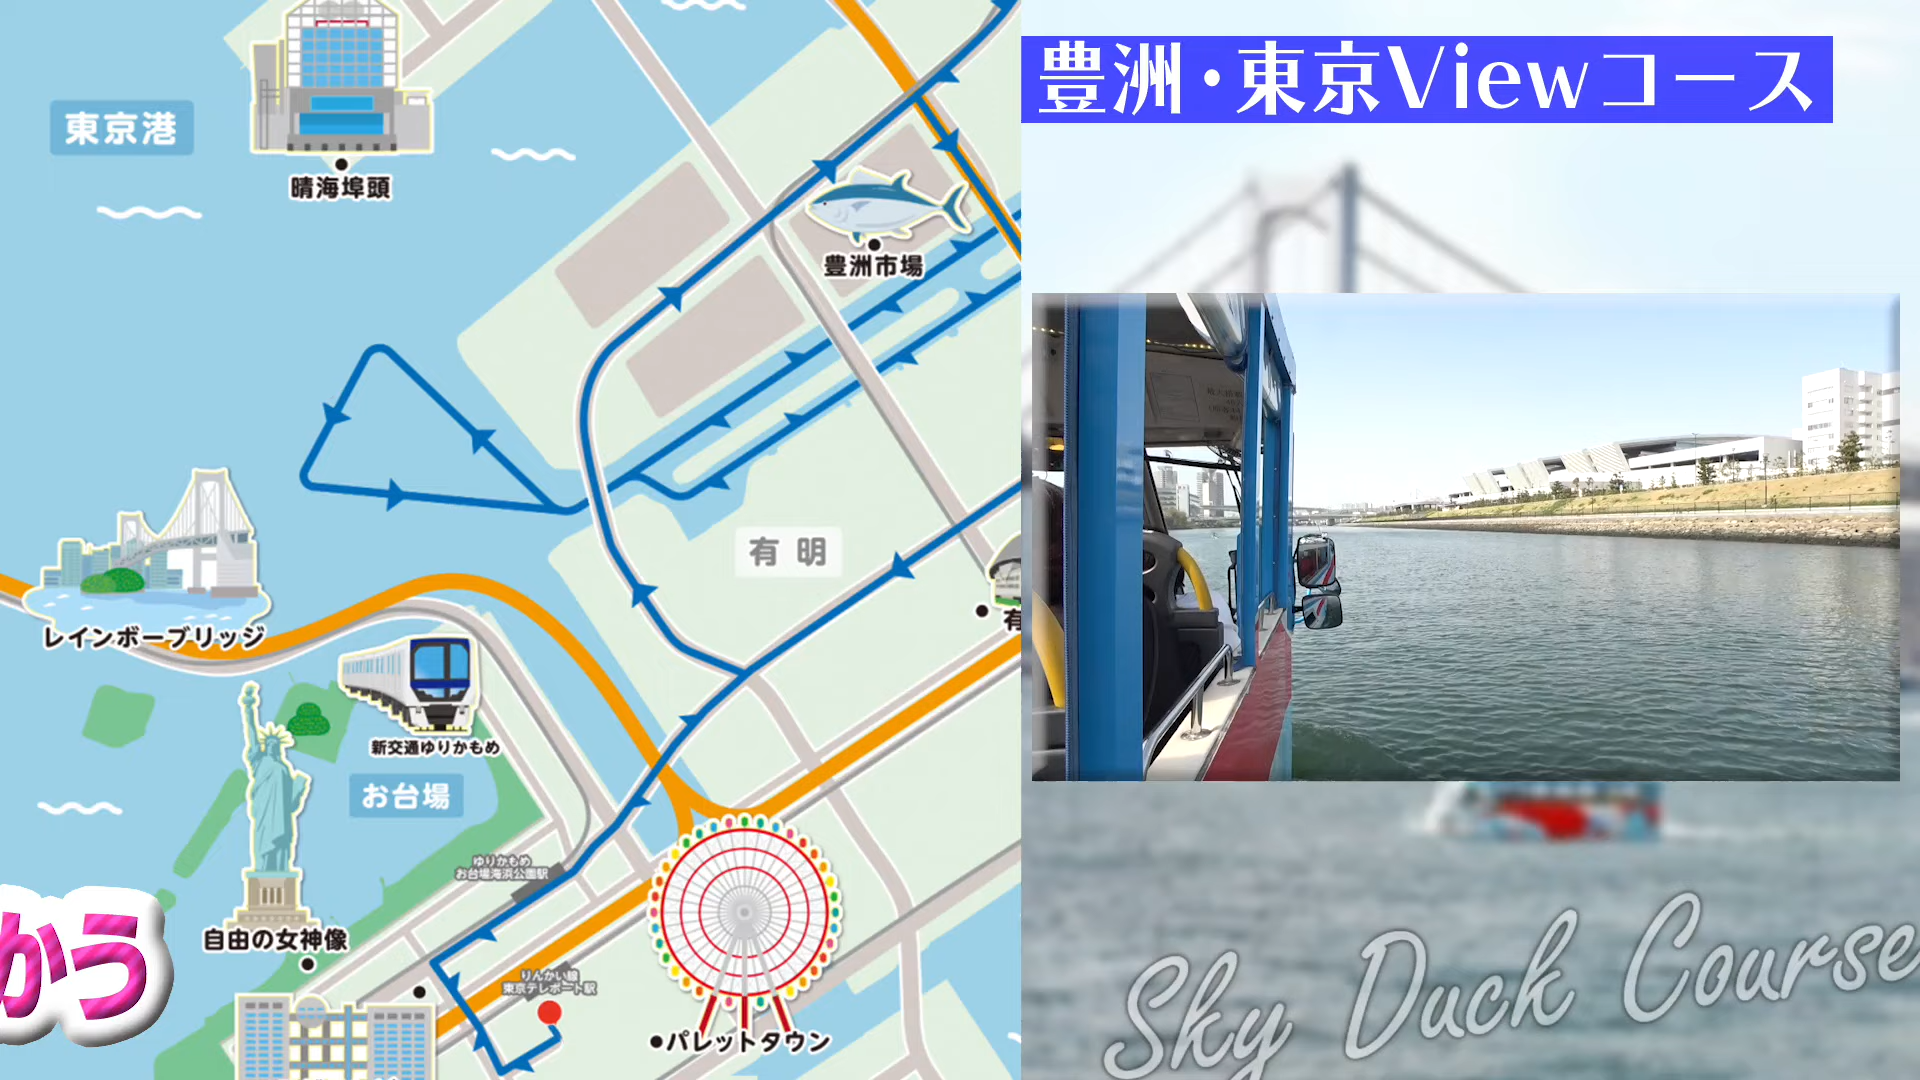 豊洲・東京Viewコース
東京港
晴海埠頭
豊洲市場
有明
有
レインボーブリッジ
新交通ゆりかもめ
お台場
ゆりかもめ
お台場海浜公園駅
自由の女神像
かう
りんかい線
東京テレポート駅
パレットタウン
Sky Duck Course